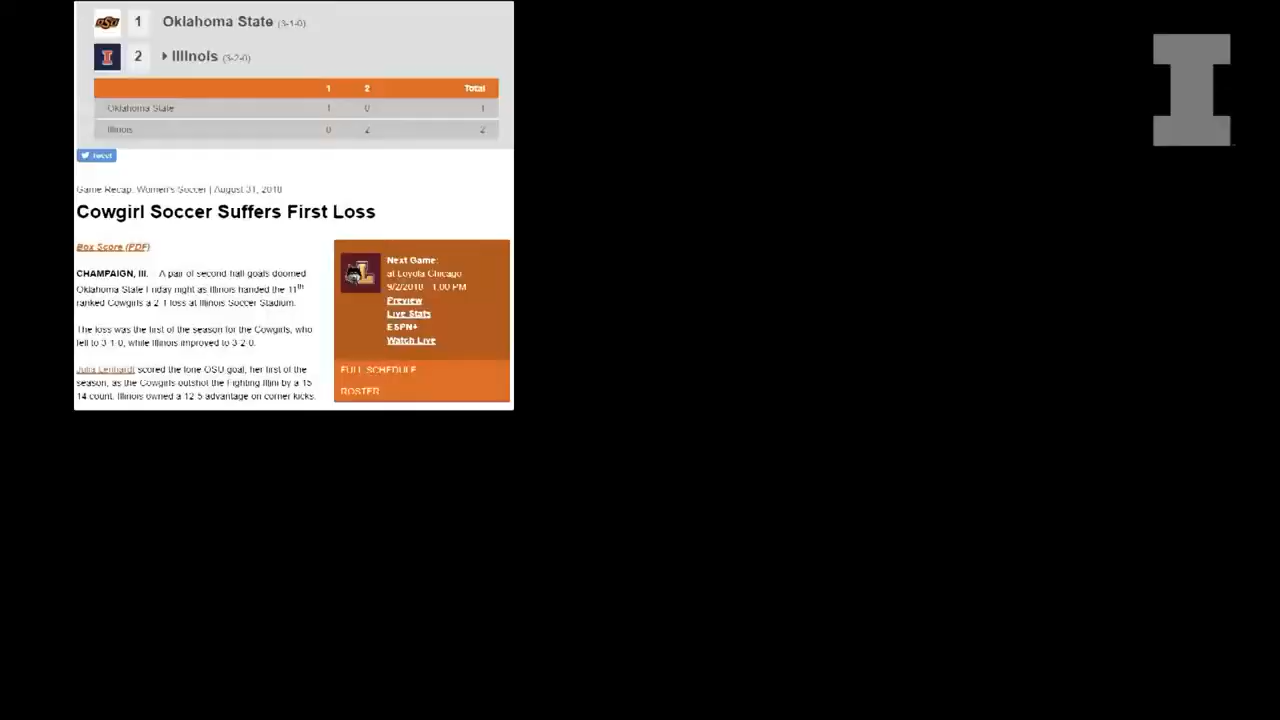 OSU 1 Oklahoma State (3-1-0)
I 2 Illinois (3-2-0)
1 2 Total
Oklahoma State 1 0 1
Illinois 0 2 2
Tweet
Game Recap: Women's Soccer | August 31, 2018
Cowgirl Soccer Suffers First Loss
Box Score (PDF)
CHAMPAIGN, Ill. – A pair of second half goals doomed
Oklahoma State Friday night as Illinois handed the 11th
ranked Cowgirls a 2-1 loss at Illinois Soccer Stadium.
The loss was the first of the season for the Cowgirls, who
fell to 3-1-0, while Illinois improved to 3-2-0.
Julia Lenhardt scored the lone OSU goal, her first of the
season, as the Cowgirls outshot the Fighting Illini by a 15-
14 count. Illinois owned a 12-5 advantage on corner kicks.
L
Next Game:
at Loyola Chicago
9/2/2018 - 1:00 PM
Preview
Live Stats
ESPN+
Watch Live
FULL SCHEDULE
ROSTER
I